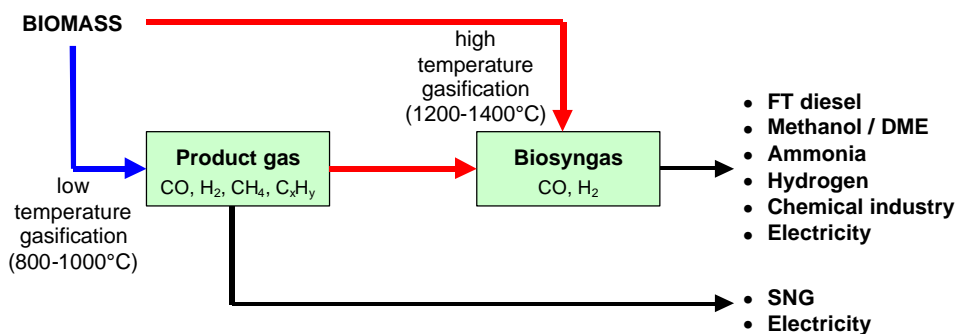 BIOMASS
high
temperature
gasification
(1200-1400°C)
Product gas
CO, H₂, CH₄, CₓHᵧ
Biosyngas
CO, H₂
low
temperature
gasification
(800-1000°C)
• FT diesel
• Methanol / DME
• Ammonia
• Hydrogen
• Chemical industry
• Electricity
• SNG
• Electricity